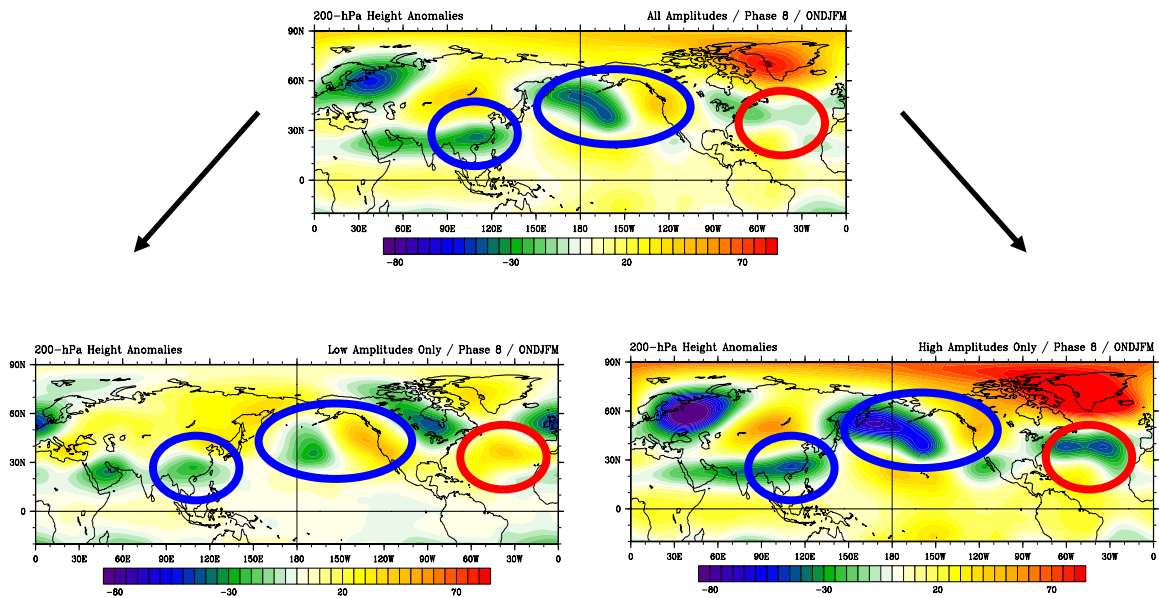 200-hPa Height Anomalies All Amplitudes / Phase 8 / ONDJFM
90N
60N
30N
0
0 30E 60E 90E 120E 150E 180 150W 120W 90W 60W 30W 0
-80 -30 20 70
200-hPa Height Anomalies Low Amplitudes Only / Phase 8 / ONDJFM
90N
60N
30N
0
0 30E 60E 90E 120E 150E 180 150W 120W 90W 60W 30W 0
-80 -30 20 70
200-hPa Height Anomalies High Amplitudes Only / Phase 8 / ONDJFM
90N
60N
30N
0
0 30E 60E 90E 120E 150E 180 150W 120W 90W 60W 30W 0
-80 -30 20 70